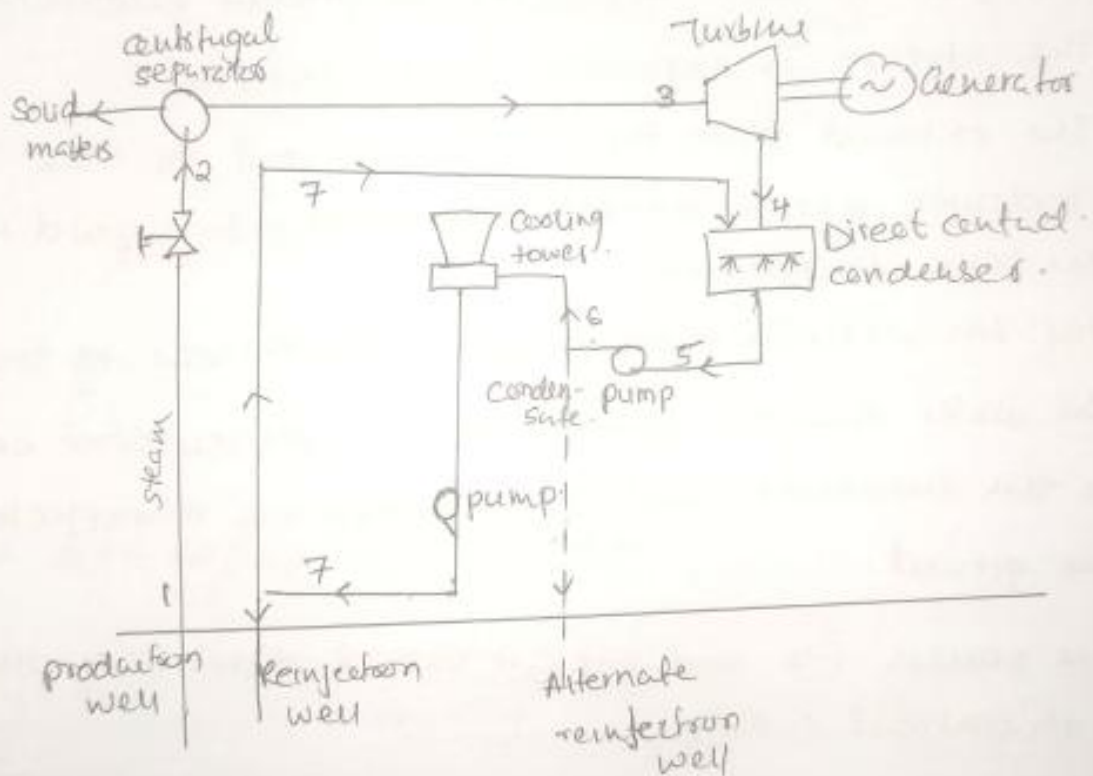 Turbine
centrifugal
separator
Solid
matters
3
Generator
2
7
4
cooling
tower.
Direct contact
condenser.
6
5
Conden-
sate.
pump
steam
pump
7
1
production
well
Reinjection
well
Alternate
reinjection
well